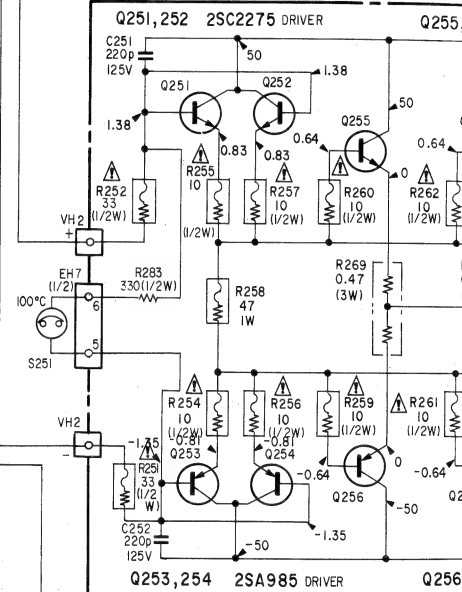 Q251,252 2SC2275 DRIVER
Q255,
C251
220p
125V
50
1.38
Q251
Q252
1.38
0.83
0.83
0.64
Q255
50
0
0.64
R252
33
(1/2W)
R255
10
(1/2W)
R257
10
(1/2W)
R260
10
(1/2W)
R262
10
(1/2W)
VH2
+
EH7
(1/2)
R283
330(1/2W)
6
100°C
5
S251
R258
47
1W
R269
0.47
(3W)
VH2
-
R254
10
(1/2W)
R256
10
(1/2W)
R259
10
(1/2W)
R261
10
(1/2W)
-1.35
R251
33
(1/2
W)
0.81
Q253
-0.81
Q254
-0.64
Q256
0
-0.64
-50
C252
220p
125V
-1.35
-50
Q253,254 2SA985 DRIVER
Q256